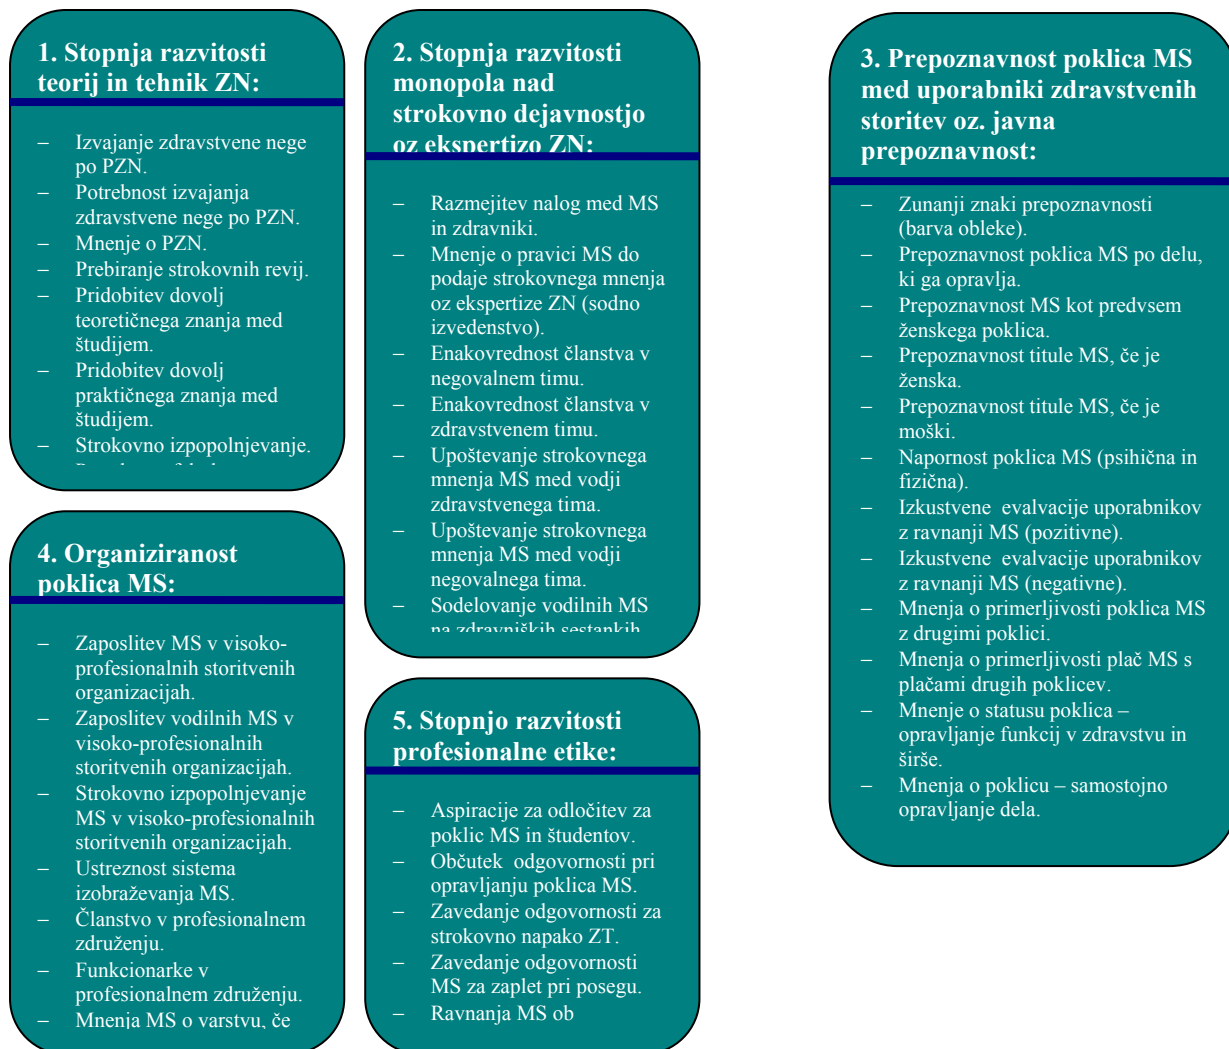 1. Stopnja razvitosti
teorij in tehnik ZN:
– Izvajanje zdravstvene nege
po PZN.
– Potrebnost izvajanja
zdravstvene nege po PZN.
– Mnenje o PZN.
– Prebiranje strokovnih revij.
– Pridobitev dovolj
teoretičnega znanja med
študijem.
– Pridobitev dovolj
praktičnega znanja med
študijem.
– Strokovno izpopolnjevanje.
2. Stopnja razvitosti
monopola nad
strokovno dejavnostjo
oz ekspertizo ZN:
– Razmejitev nalog med MS
in zdravniki.
– Mnenje o pravici MS do
podaje strokovnega mnenja
oz ekspertize ZN (sodno
izvedenstvo).
– Enakovrednost članstva v
negovalnem timu.
– Enakovrednost članstva v
zdravstvenem timu.
– Upoštevanje strokovnega
mnenja MS med vodji
zdravstvenega tima.
– Upoštevanje strokovnega
mnenja MS med vodji
negovalnega tima.
– Sodelovanje vodilnih MS
na zdravniških sestankih
3. Prepoznavnost poklica MS
med uporabniki zdravstvenih
storitev oz. javna
prepoznavnost:
– Zunanji znaki prepoznavnosti
(barva obleke).
– Prepoznavnost poklica MS po delu,
ki ga opravlja.
– Prepoznavnost MS kot predvsem
ženskega poklica.
– Prepoznavnost titule MS, če je
ženska.
– Prepoznavnost titule MS, če je
moški.
– Napornost poklica MS (psihična in
fizična).
– Izkustvene evalvacije uporabnikov
z ravnanji MS (pozitivne).
– Izkustvene evalvacije uporabnikov
z ravnanji MS (negativne).
– Mnenja o primerljivosti poklica MS
z drugimi poklici.
– Mnenja o primerljivosti plač MS s
plačami drugih poklicev.
– Mnenje o statusu poklica –
opravljanje funkcij v zdravstvu in
širše.
– Mnenja o poklicu – samostojno
opravljanje dela.
4. Organiziranost
poklica MS:
– Zaposlitev MS v visoko-
profesionalnih storitvenih
organizacijah.
– Zaposlitev vodilnih MS v
visoko-profesionalnih
storitvenih organizacijah.
– Strokovno izpopolnjevanje
MS v visoko-profesionalnih
storitvenih organizacijah.
– Ustreznost sistema
izobraževanja MS.
– Članstvo v profesionalnem
združenju.
– Funkcionarke v
profesionalnem združenju.
– Mnenja MS o varstvu, če
5. Stopnjo razvitosti
profesionalne etike:
– Aspiracije za odločitev za
poklic MS in študentov.
– Občutek odgovornosti pri
opravljanju poklica MS.
– Zavedanje odgovornosti za
strokovno napako ZT.
– Zavedanje odgovornosti
MS za zaplet pri posegu.
– Ravnanja MS ob